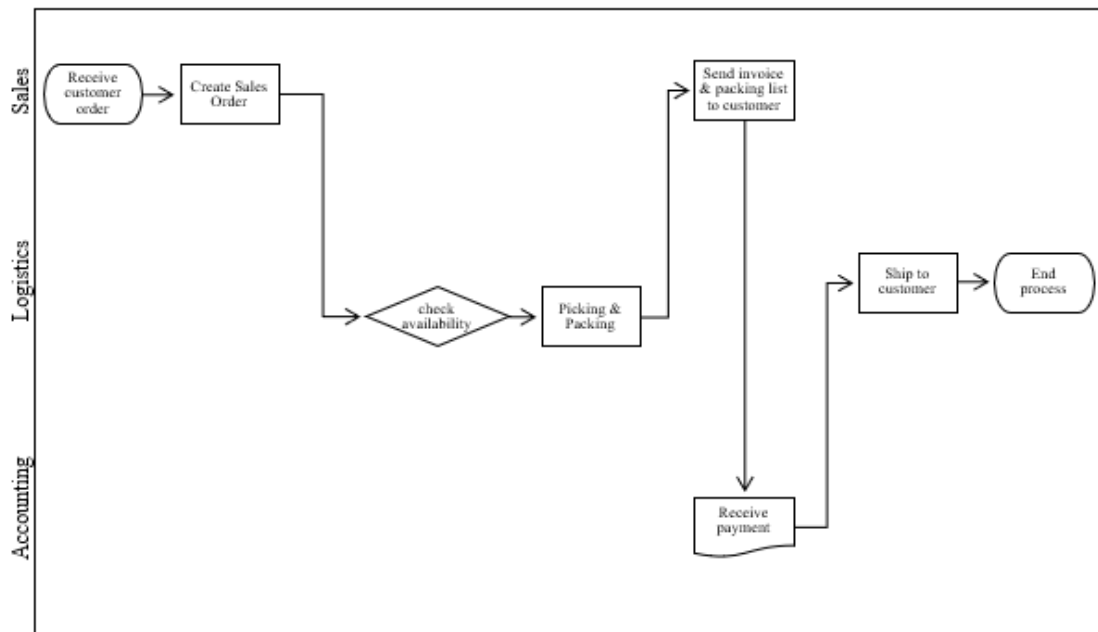 Sales
Receive
customer
order
Create Sales
Order
Send invoice
& packing list
to customer
Logistics
check
availability
Picking &
Packing
Ship to
customer
End
process
Accounting
Receive
payment